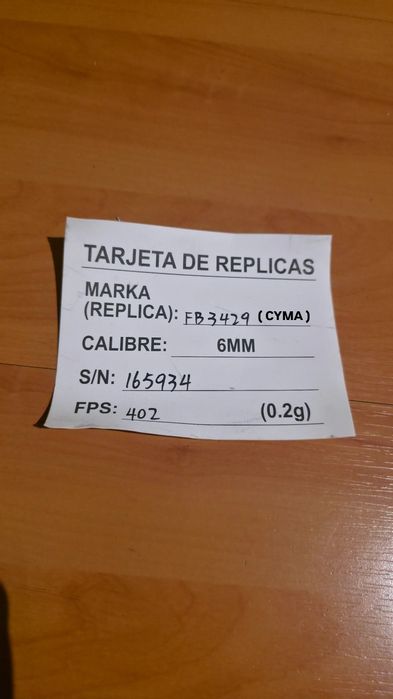 TARJETA DE REPLICAS
MARKA
(REPLICA): FB3429 (CYMA)
CALIBRE: 6MM
S/N: 165934
FPS: 402 (0.2g)